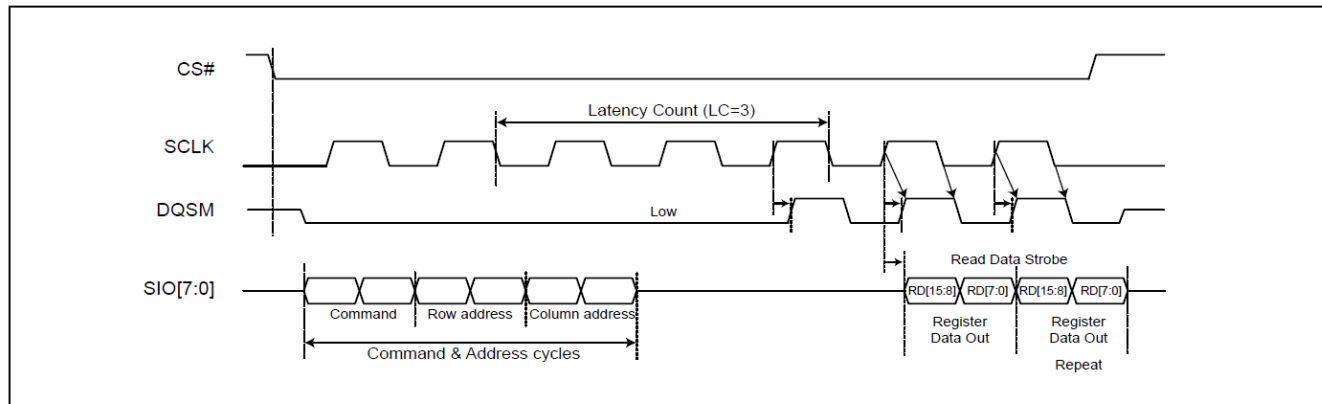 CS#
Latency Count (LC=3)
SCLK
DQSM
Low
Read Data Strobe
SIO[7:0]
RD[15:8] RD[7:0] RD[15:8] RD[7:0]
Command Row address Column address
Register
Data Out
Register
Data Out
Command & Address cycles
Repeat